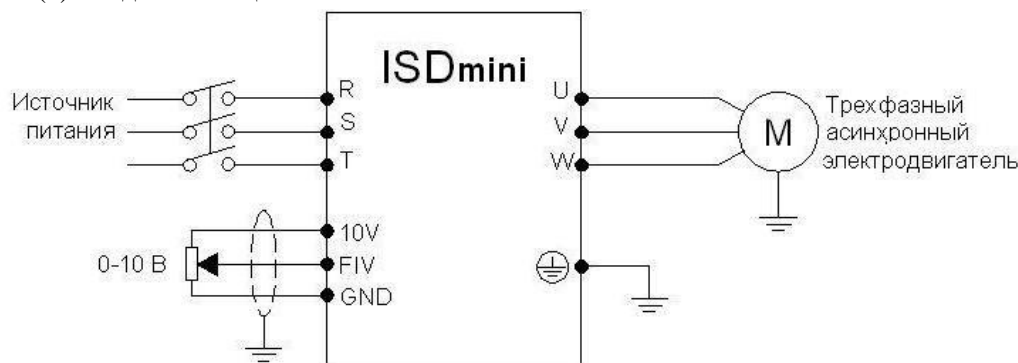 ISDmini
Источник
питания
R
S
T
U
V
W
M
Трехфазный
асинхронный
электродвигатель
0-10 В
10V
FIV
GND